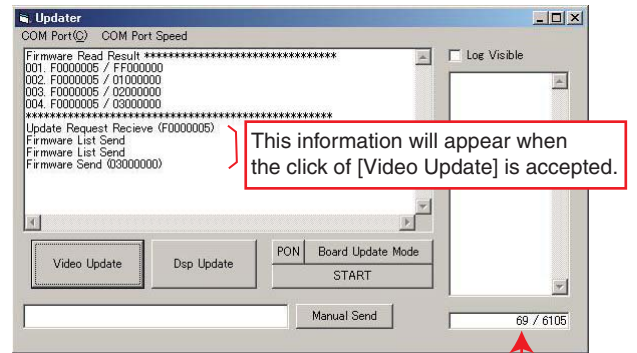 Updater
COM Port(C) COM Port Speed
Firmware Read Result ***********************************
001. F0000005 / FF000000
002. F0000005 / 01000000
003. F0000005 / 02000000
004. F0000005 / 03000000
*******************************************************
Update Request Recieve (F0000005)
Firmware List Send
Firmware List Send
Firmware Send (03000000)
Log Visible
This information will appear when
the click of [Video Update] is accepted.
Video Update
Dsp Update
PON
Board Update Mode
START
Manual Send
69 / 6105